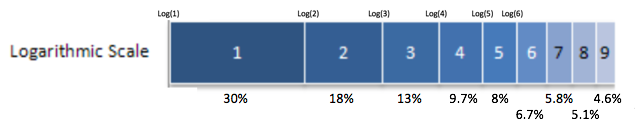 Log(1) Log(2) Log(3) Log(4) Log(5) Log(6)
Logarithmic Scale 1 2 3 4 5 6 7 8 9
30% 18% 13% 9.7% 8% 5.8% 4.6%
6.7% 5.1%